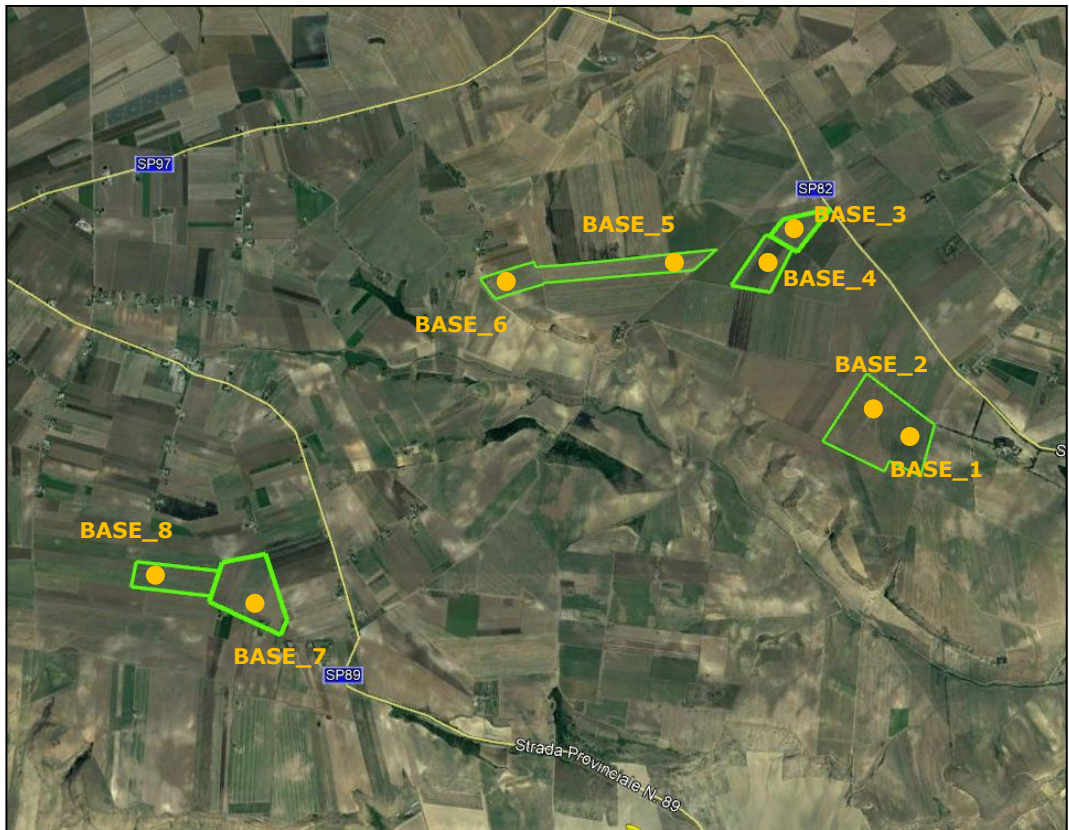 SP97
SP82
BASE_3
BASE_5
BASE_4
BASE_6
BASE_2
S
BASE_1
BASE_8
BASE_7
SP89
Strada Provinciale N. 89